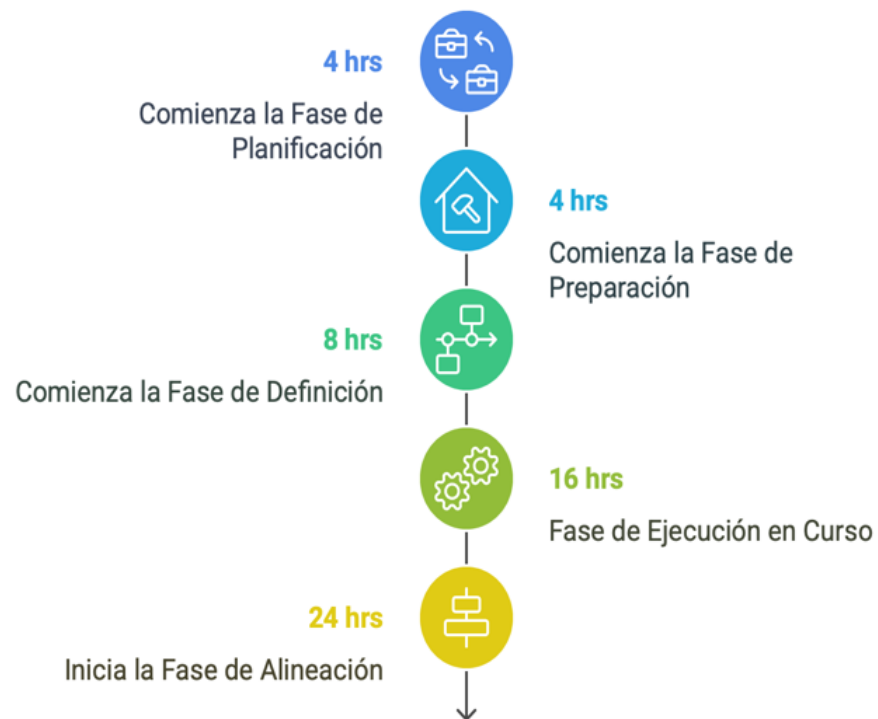 4 hrs
Comienza la Fase de
Planificación
4 hrs
Comienza la Fase de
Preparación
8 hrs
Comienza la Fase de Definición
16 hrs
Fase de Ejecución en Curso
24 hrs
Inicia la Fase de Alineación